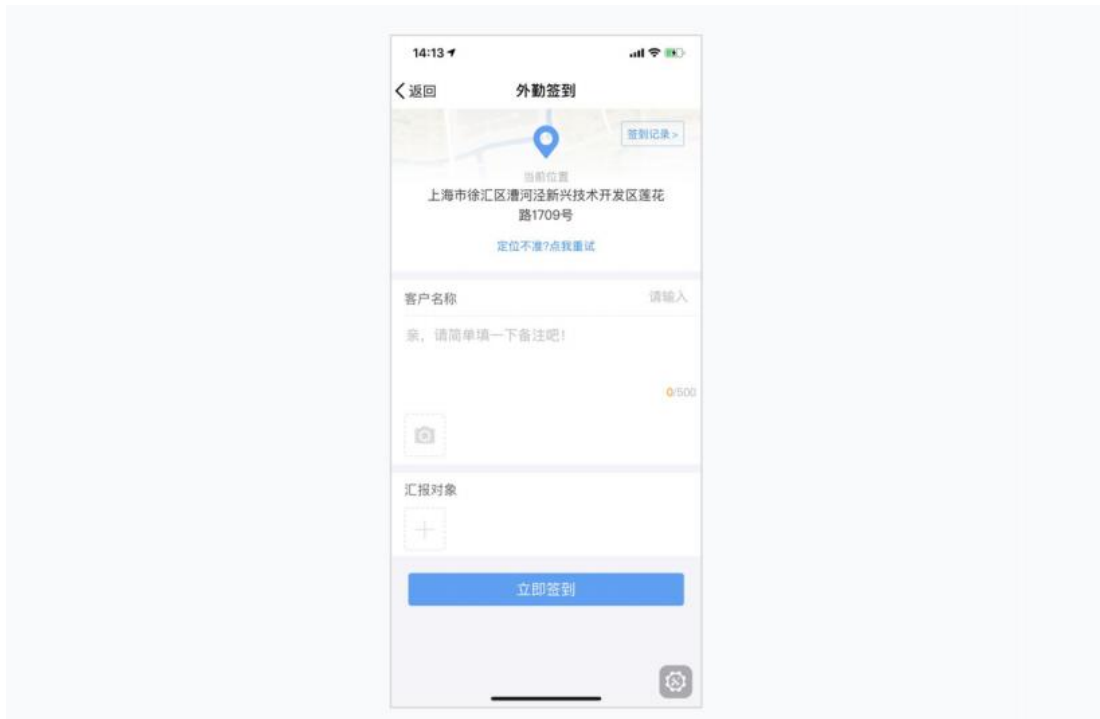 14:13
返回 外勤签到
签到记录 >
当前位置
上海市徐汇区漕河泾新兴技术开发区莲花
路1709号
定位不准?点我重试
客户名称 请输入
亲，请简单填一下备注吧！
0/500
汇报对象
立即签到